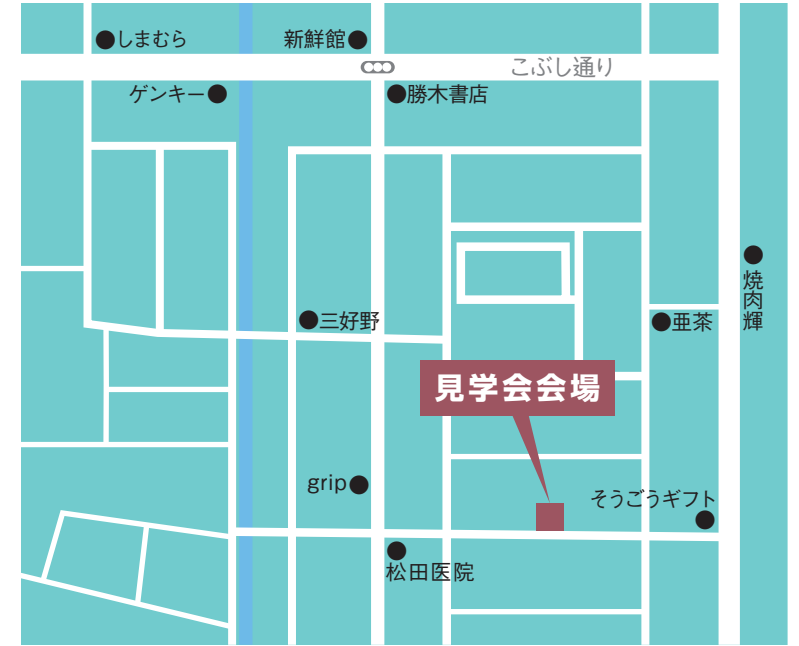 しまむら
新鮮館
こぶし通り
ゲンキー
勝木書店
焼肉輝
三好野
亜茶
見学会会場
grip
そうごうギフト
松田医院